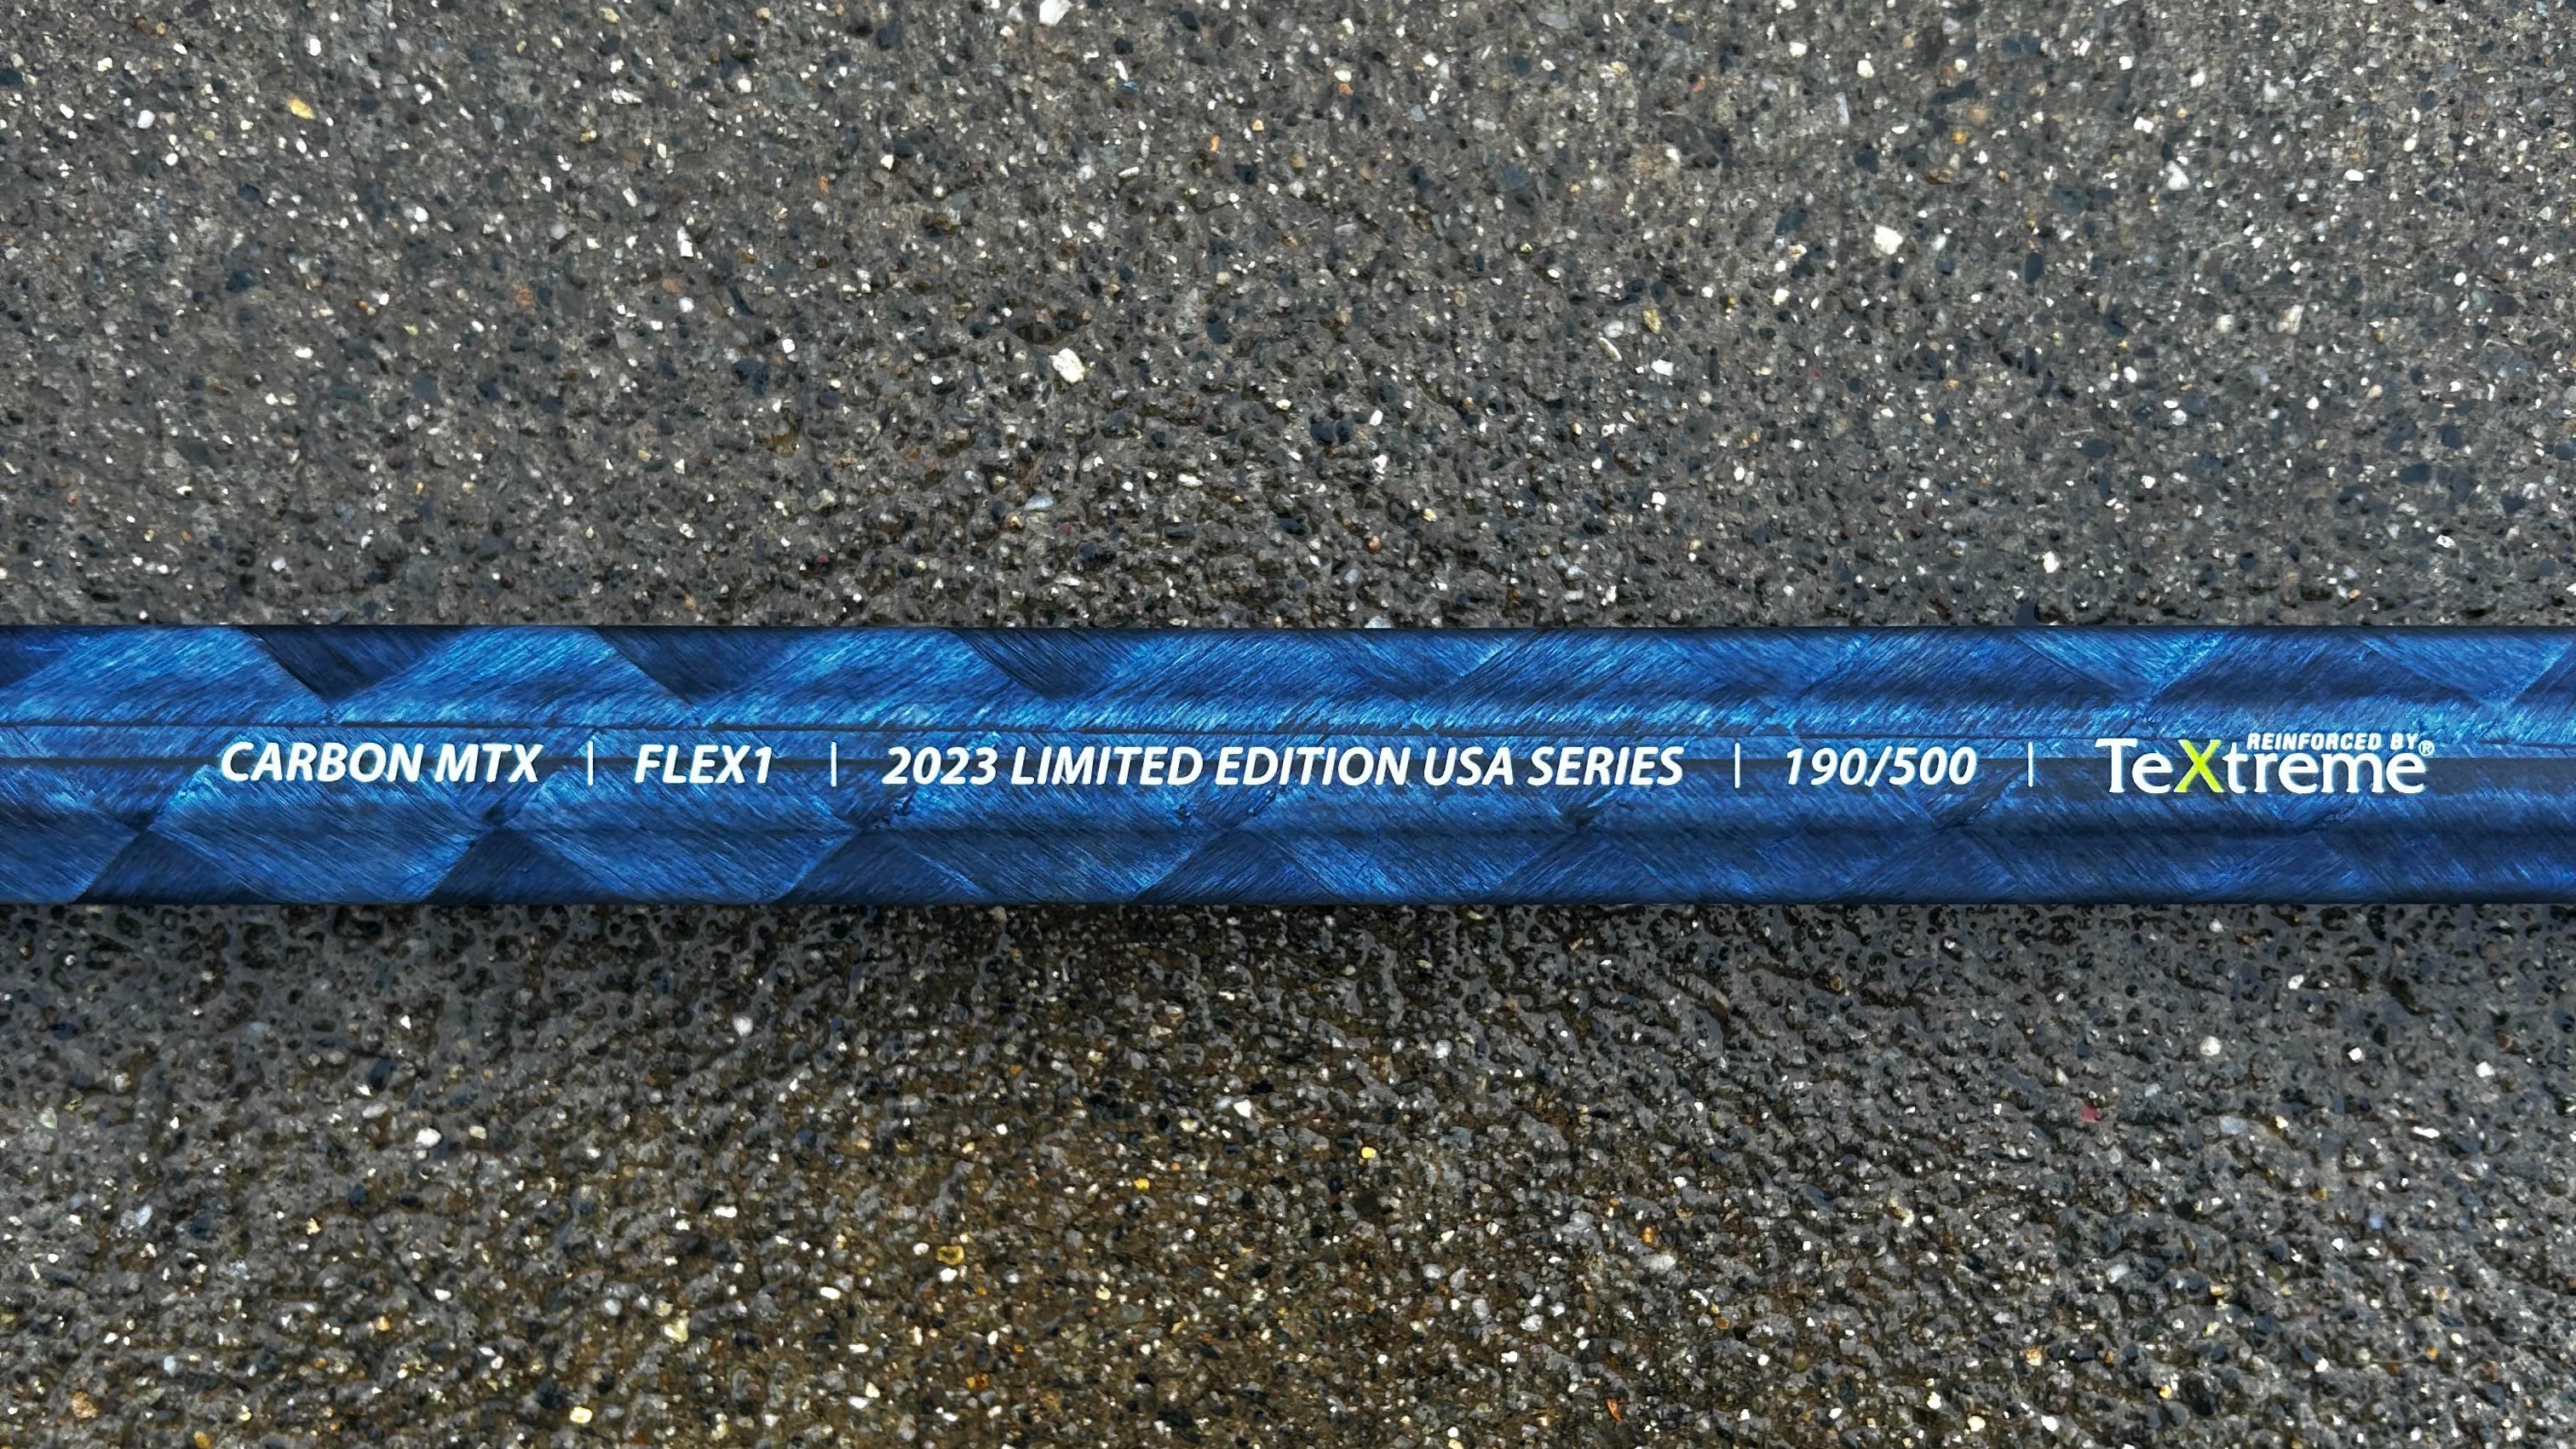 CARBON MTX | FLEX1 | 2023 LIMITED EDITION USA SERIES | 190/500 | REINFORCED BY TeXtreme®